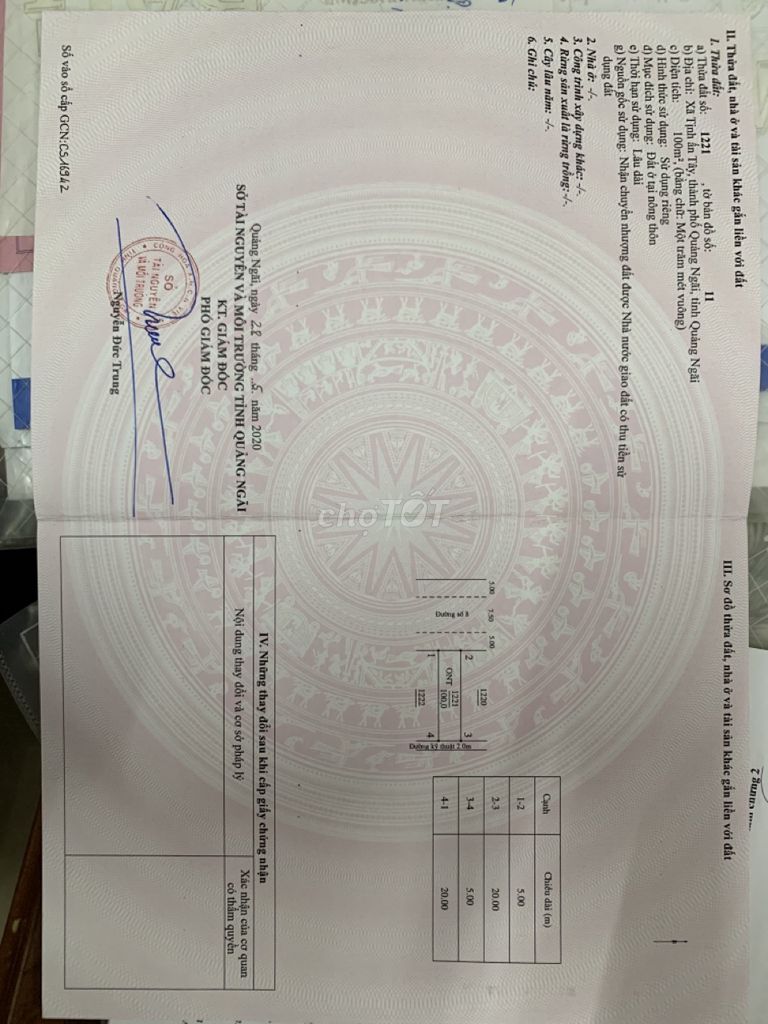 II. Thửa đất, nhà ở và tài sản khác gắn liền với đất
1. Thửa đất:
a) Thửa đất số: 1221 , tờ bản đồ số: 11
b) Địa chỉ: Xã Tịnh ấn Tây, thành phố Quảng Ngãi, tỉnh Quảng Ngãi
c) Diện tích: 100m², (bằng chữ: Một trăm mét vuông)
d) Hình thức sử dụng: Sử dụng riêng
đ) Mục đích sử dụng: Đất ở tại nông thôn
e) Thời hạn sử dụng: Lâu dài
g) Nguồn gốc sử dụng: Nhận chuyển nhượng đất được Nhà nước giao đất có thu tiền sử
dụng đất
2. Nhà ở: -/-.
3. Công trình xây dựng khác: -/-.
4. Rừng sản xuất là rừng trồng: -/-.
5. Cây lâu năm: -/-.
6. Ghi chú:
Quảng Ngãi, ngày 28 tháng 5 năm 2020
SỞ TÀI NGUYÊN VÀ MÔI TRƯỜNG TỈNH QUẢNG NGÃI
KT. GIÁM ĐỐC
PHÓ GIÁM ĐỐC
SỞ
TÀI NGUYÊN
VÀ MÔI TRƯỜNG
Nguyễn Đức Trung
Số vào sổ cấp GCN: CS16942
III. Sơ đồ thửa đất, nhà ở và tài sản khác gắn liền với đất
5.00 7.50 5.00
Đường số 8
1220
2 3
ONT 1221
100,0
1 4
1222
Đường kỹ thuật 2.0m
Cạnh Chiều dài (m)
1-2 5.00
2-3 20.00
3-4 5.00
4-1 20.00
IV. Những thay đổi sau khi cấp giấy chứng nhận
Nội dung thay đổi và cơ sở pháp lý
Xác nhận của cơ quan
có thẩm quyền
chợTỐT